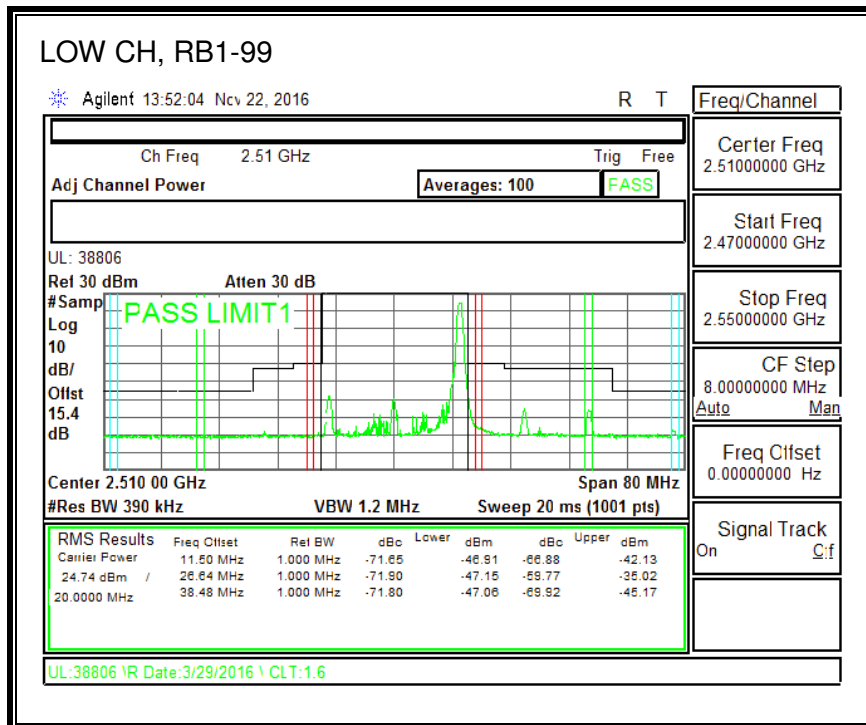 LOW CH, RB1-99
Agilent 13:52:04 Nov 22, 2016 R T
Freq/Channel
Ch Freq 2.51 GHz Trig Free
Adj Channel Power Averages: 100 PASS
Center Freq
2.51000000 GHz
Start Freq
2.47000000 GHz
Stop Freq
2.55000000 GHz
CF Step
8.00000000 MHz
Auto Man
Freq Offset
0.00000000 Hz
Signal Track
On Off
UL: 38806
Ref 30 dBm Atten 30 dB
#Samp
Log
10
dB/
Offst
15.4
dB
PASS LIMIT1
Center 2.510 00 GHz Span 80 MHz
#Res BW 390 kHz VBW 1.2 MHz Sweep 20 ms (1001 pts)
RMS Results Freq Offset Ref BW dBc Lower dBm dBc Upper dBm
Carrier Power 11.50 MHz 1.000 MHz -71.65 -46.91 -66.88 -42.13
24.74 dBm / 26.64 MHz 1.000 MHz -71.90 -47.15 -59.77 -35.02
20.0000 MHz 38.48 MHz 1.000 MHz -71.80 -47.06 -69.92 -45.17
UL:38806 \R Date:3/29/2016 \ CLT:1.6